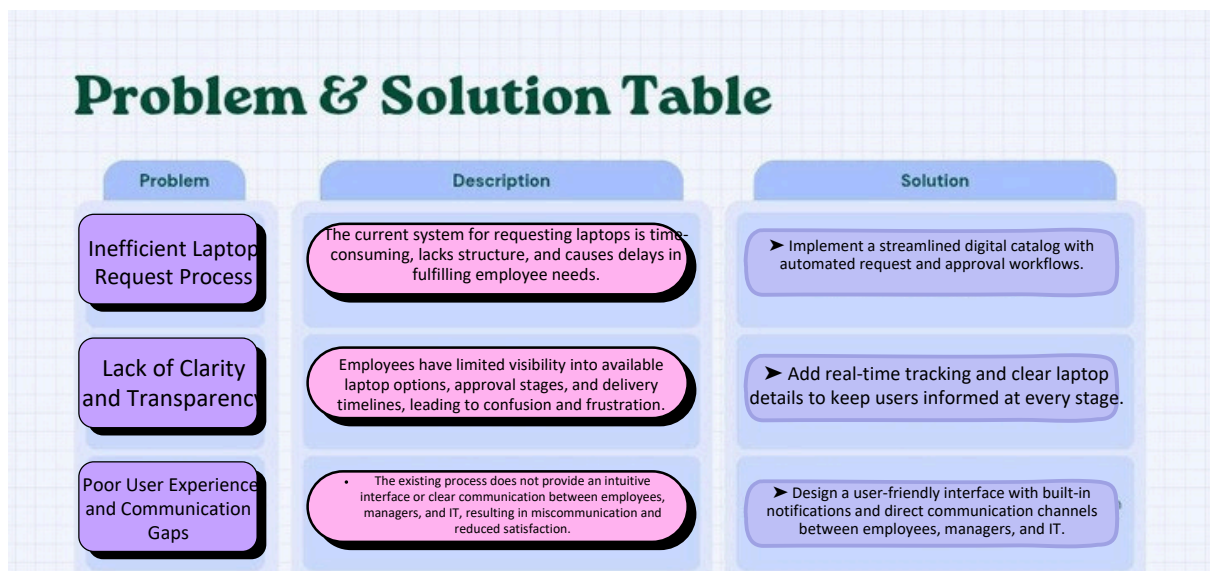 Problem & Solution Table
Problem
Description
Solution
Inefficient Laptop
Request Process
The current system for requesting laptops is time-
consuming, lacks structure, and causes delays in
fulfilling employee needs.
➤ Implement a streamlined digital catalog with
automated request and approval workflows.
Lack of Clarity
and Transparency
Employees have limited visibility into available
laptop options, approval stages, and delivery
timelines, leading to confusion and frustration.
➤ Add real-time tracking and clear laptop
details to keep users informed at every stage.
Poor User Experience
and Communication
Gaps
• The existing process does not provide an intuitive
interface or clear communication between employees,
managers, and IT, resulting in miscommunication and
reduced satisfaction.
➤ Design a user-friendly interface with built-in
notifications and direct communication channels
between employees, managers, and IT.